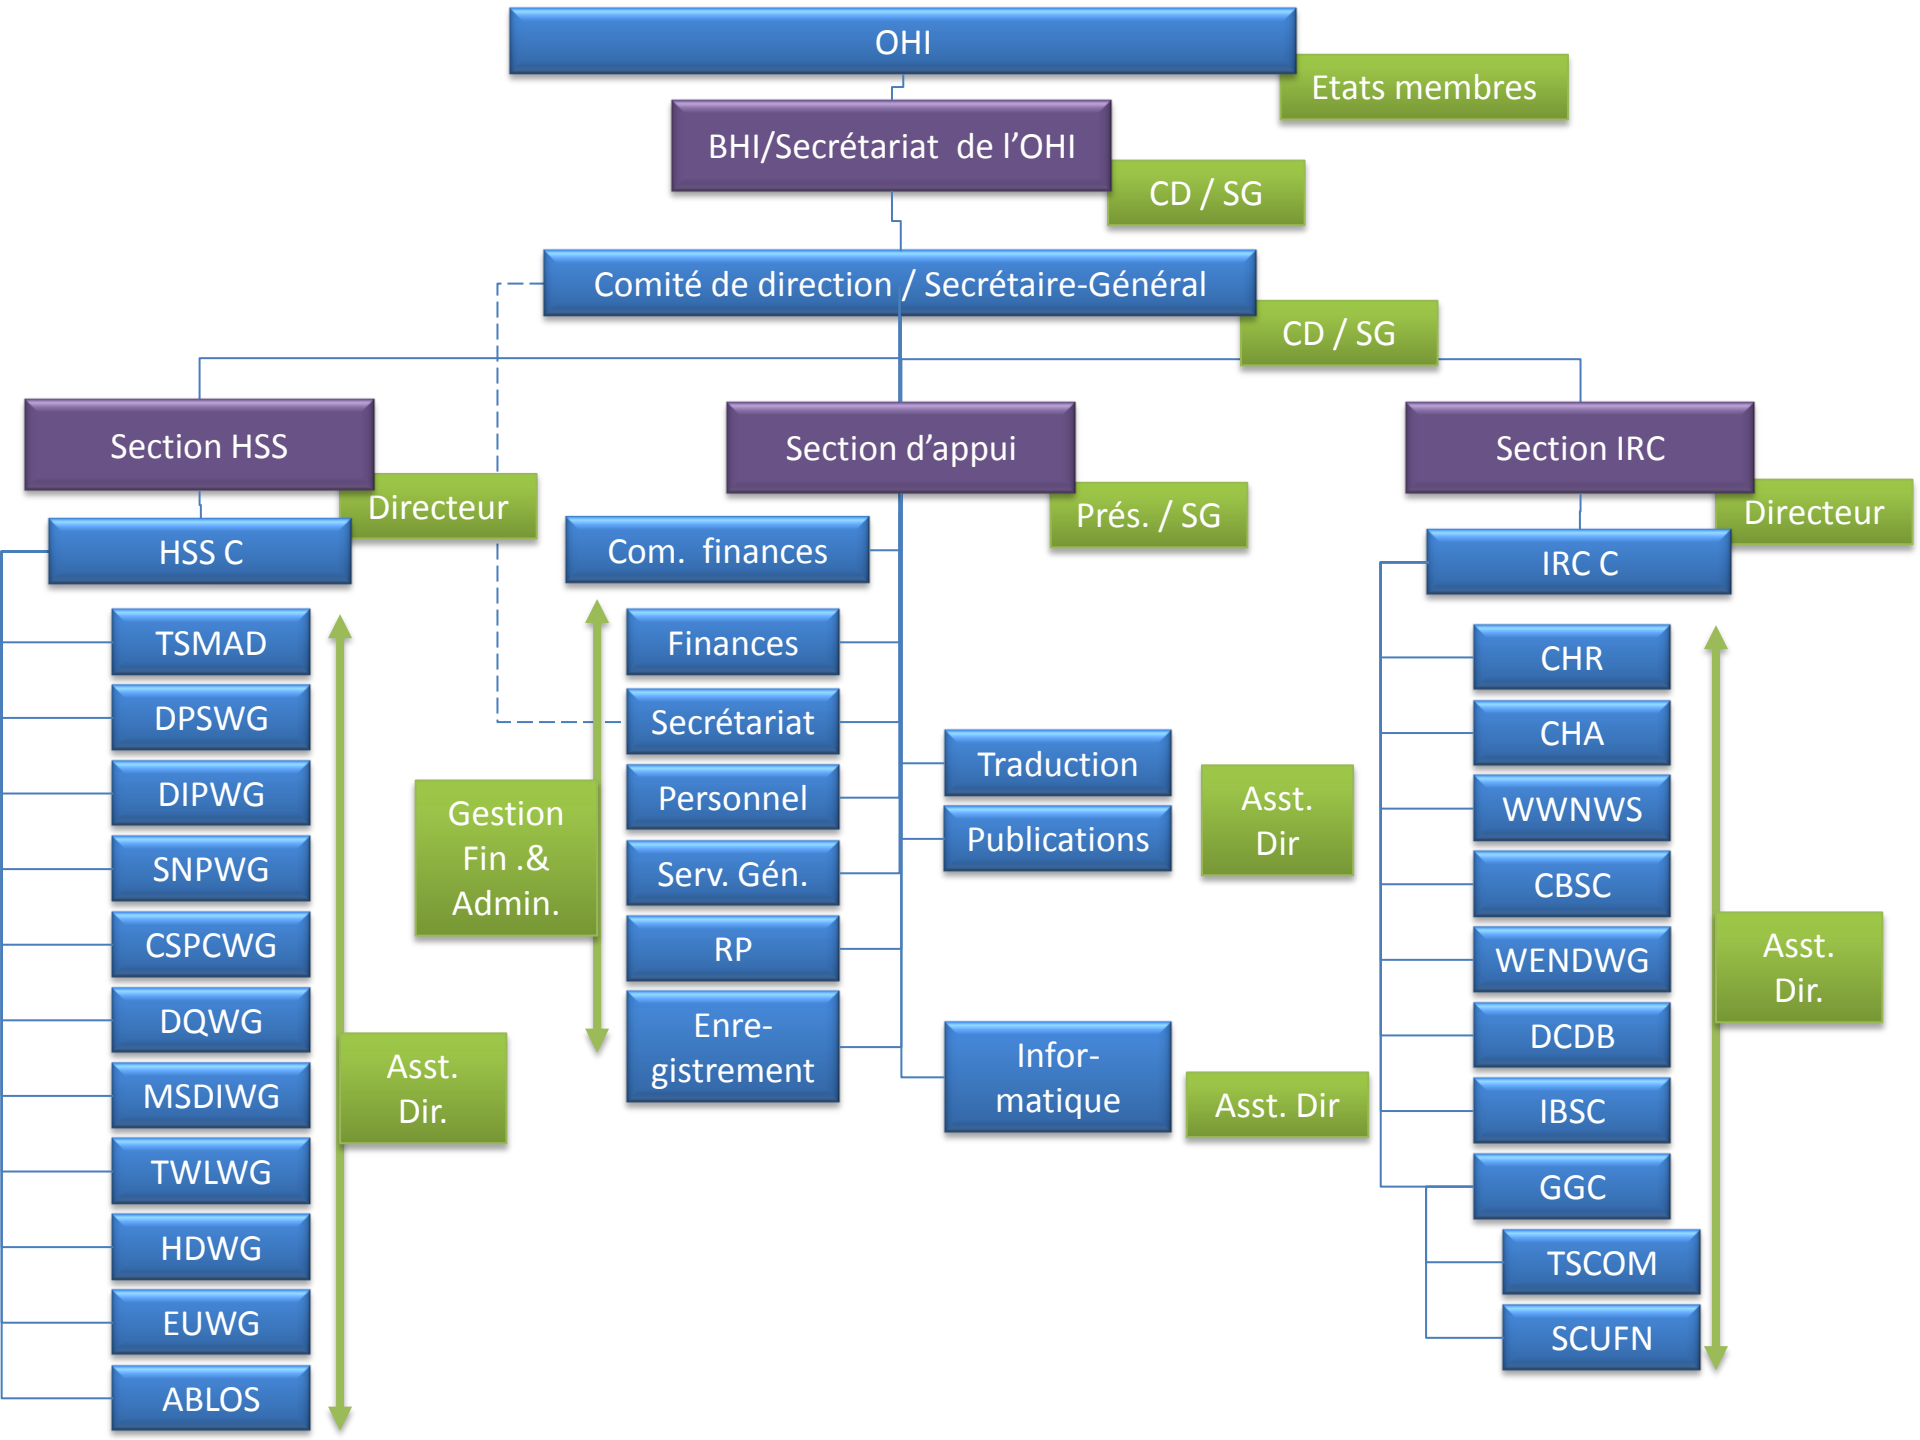 OHI
Etats membres
BHI/Secrétariat de l’OHI
CD / SG
Comité de direction / Secrétaire-Général
CD / SG
Section HSS
Directeur
HSS C
TSMAD
DPSWG
DIPWG
SNPWG
CSPCWG
DQWG
MSDIWG
TWLWG
HDWG
EUWG
ABLOS
Asst.
Dir.
Section d’appui
Prés. / SG
Com. finances
Finances
Secrétariat
Personnel
Serv. Gén.
RP
Enre-
gistrement
Gestion
Fin .&
Admin.
Traduction
Publications
Asst.
Dir
Infor-
matique
Asst. Dir
Section IRC
Directeur
IRC C
CHR
CHA
WWNWS
CBSC
WENDWG
DCDB
IBSC
GGC
TSCOM
SCUFN
Asst.
Dir.